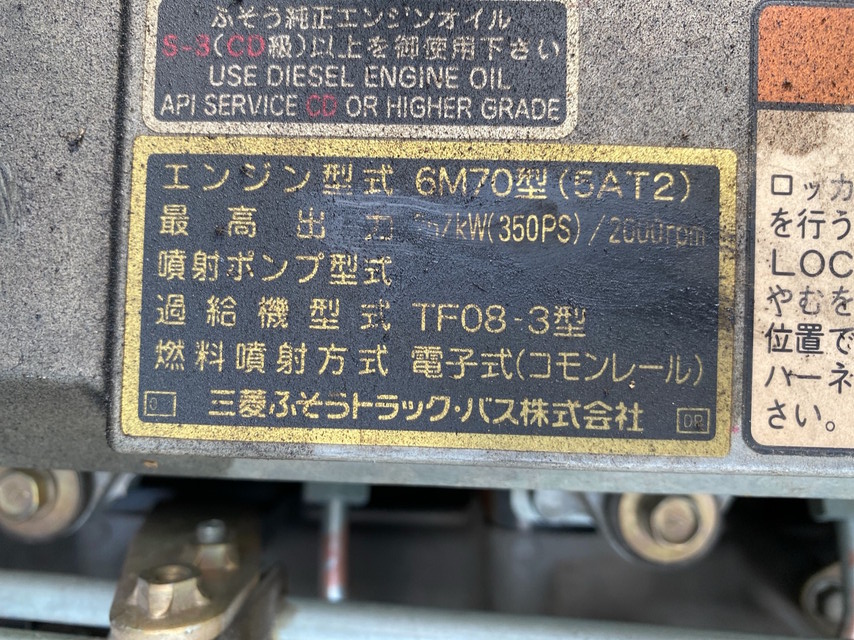 ふそう純正エンジンオイル
S-3(CD級)以上を御使用下さい
USE DIESEL ENGINE OIL
API SERVICE CD OR HIGHER GRADE
エンジン型式 6M70型(5AT2)
最高出力 /kW(350PS)/2000rpm
噴射ポンプ型式
過給機型式 TF08-3型
燃料噴射方式 電子式(コモンレール)
三菱ふそうトラック・バス株式会社
DR
ロッカ
を行う
LOC
やむを
位置で
ハーネ
さい。